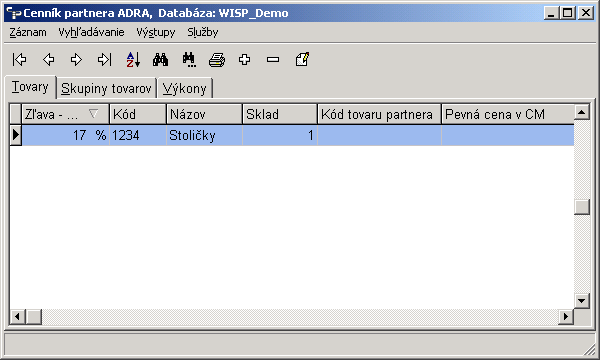 Cenník partnera ADRA, Databáza: WISP_Demo
Záznam Vyhľadávanie Výstupy Služby
Tovary Skupiny tovarov Výkony
Zľava - ... Kód Názov Sklad Kód tovaru partnera Pevná cena v CM
17 % 1234 Stoličky 1